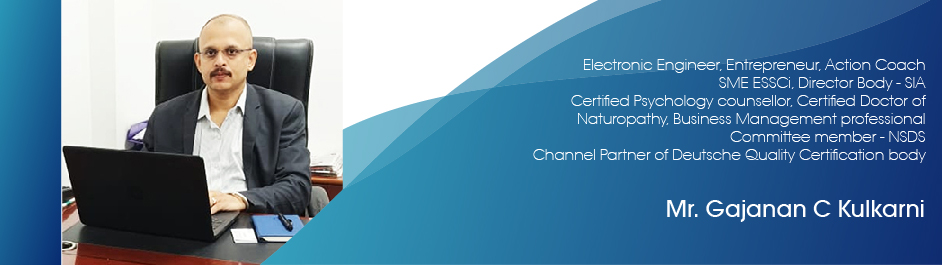 Electronic Engineer, Entrepreneur, Action Coach
SME ESSCi, Director Body - SIA
Certified Psychology counsellor, Certified Doctor of
Naturopathy, Business Management professional
Committee member - NSDS
Channel Partner of Deutsche Quality Certification body
Mr. Gajanan C Kulkarni